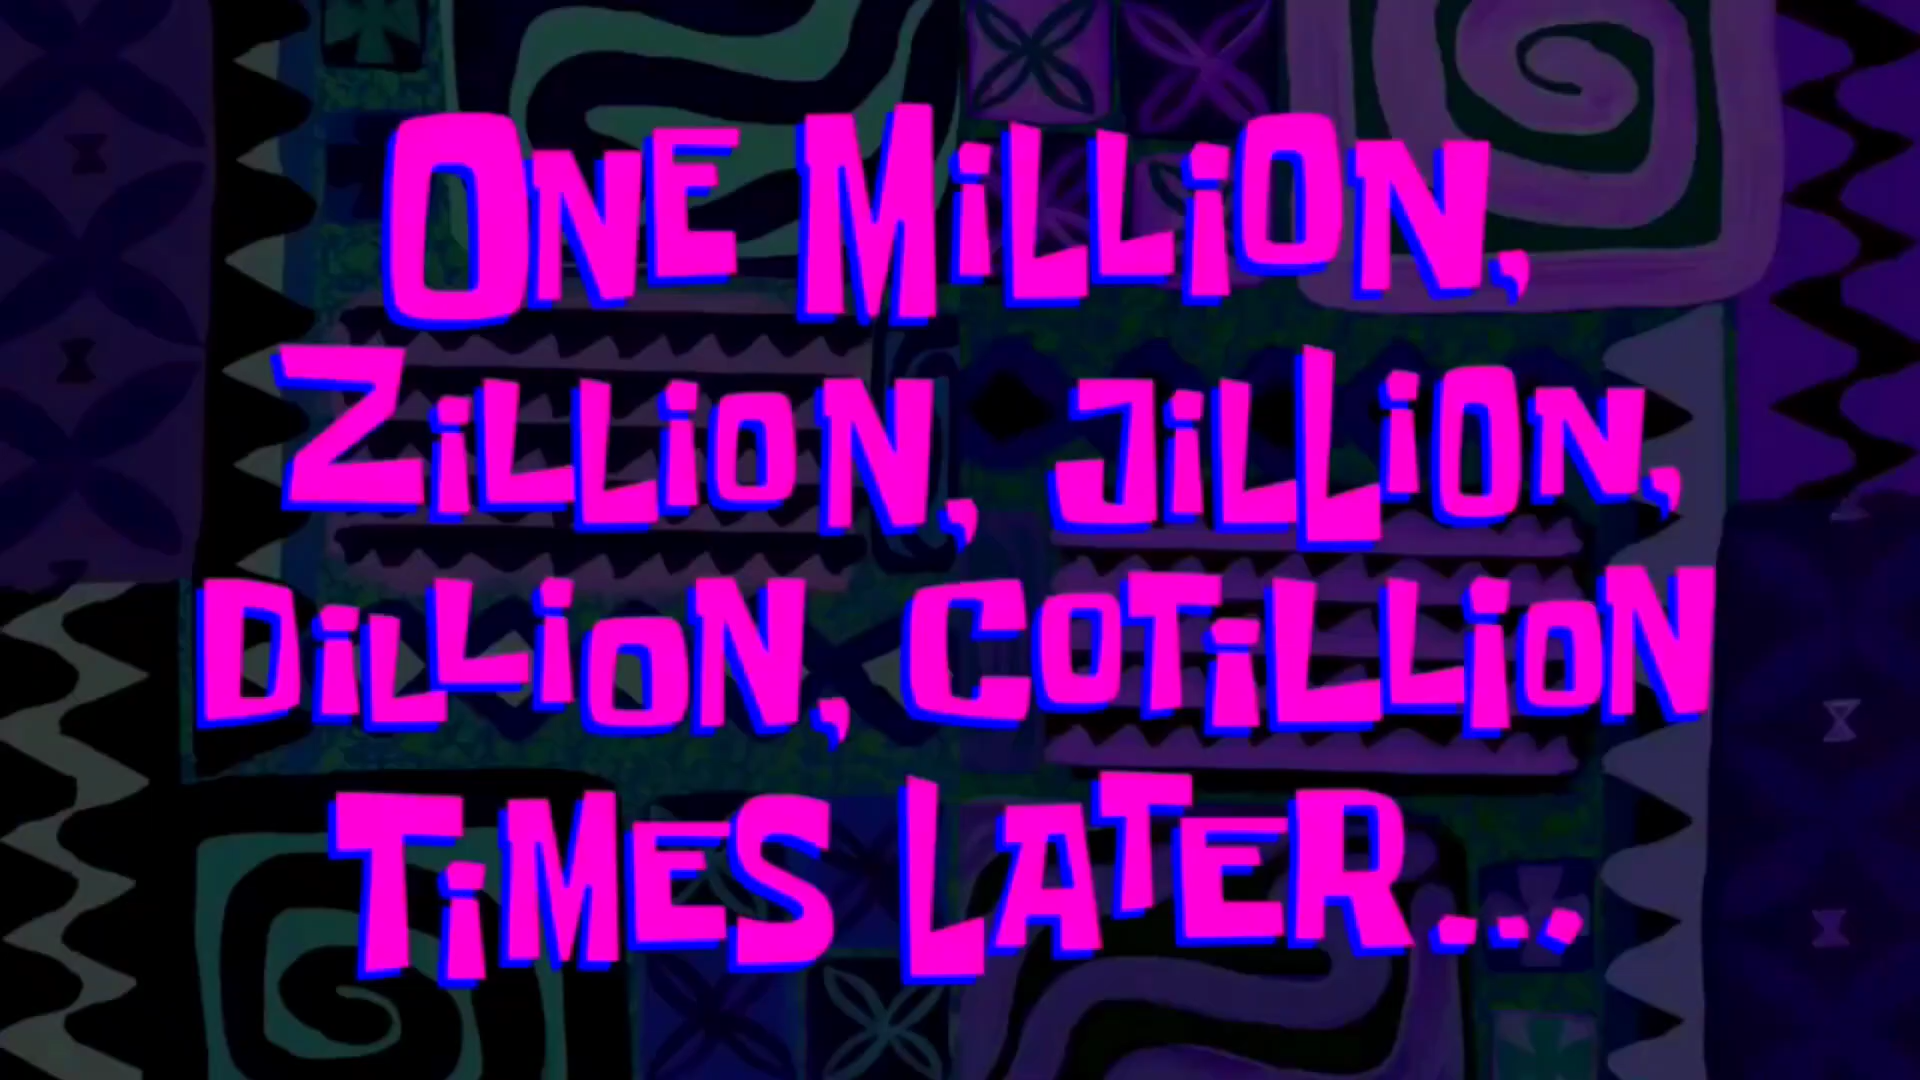 One Million,
Zillion, Jillion,
Dillion, Cotillion
Times Later...